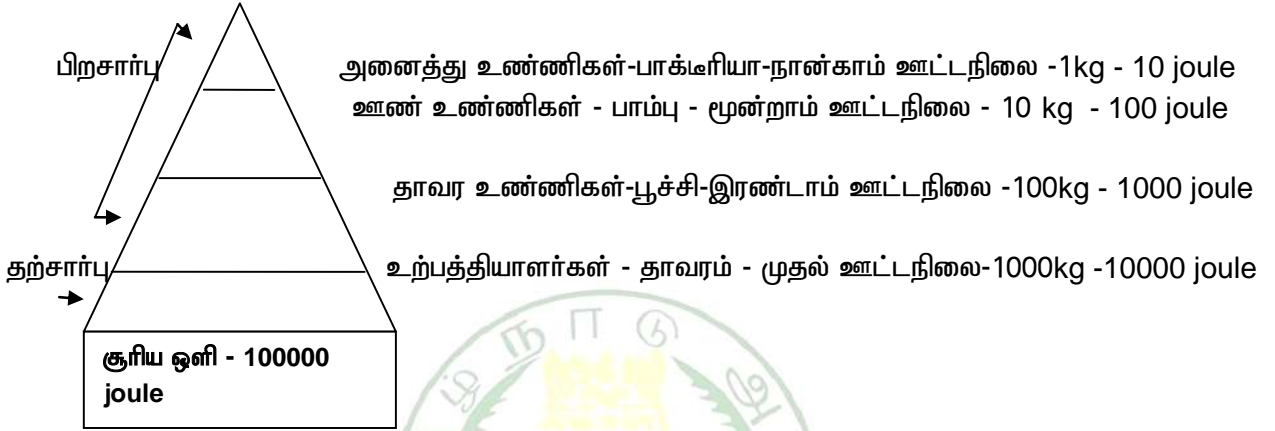 பிறசார்பு
அனைத்து உண்ணிகள்-பாக்டீரியா-நான்காம் ஊட்டநிலை -1kg - 10 joule
ஊண் உண்ணிகள் - பாம்பு - மூன்றாம் ஊட்டநிலை - 10 kg - 100 joule
தாவர உண்ணிகள்-பூச்சி-இரண்டாம் ஊட்டநிலை -100kg - 1000 joule
தற்சார்பு
உற்பத்தியாளர்கள் - தாவரம் - முதல் ஊட்டநிலை-1000kg -10000 joule
சூரிய ஒளி - 100000
joule
ழ் நா டு அ